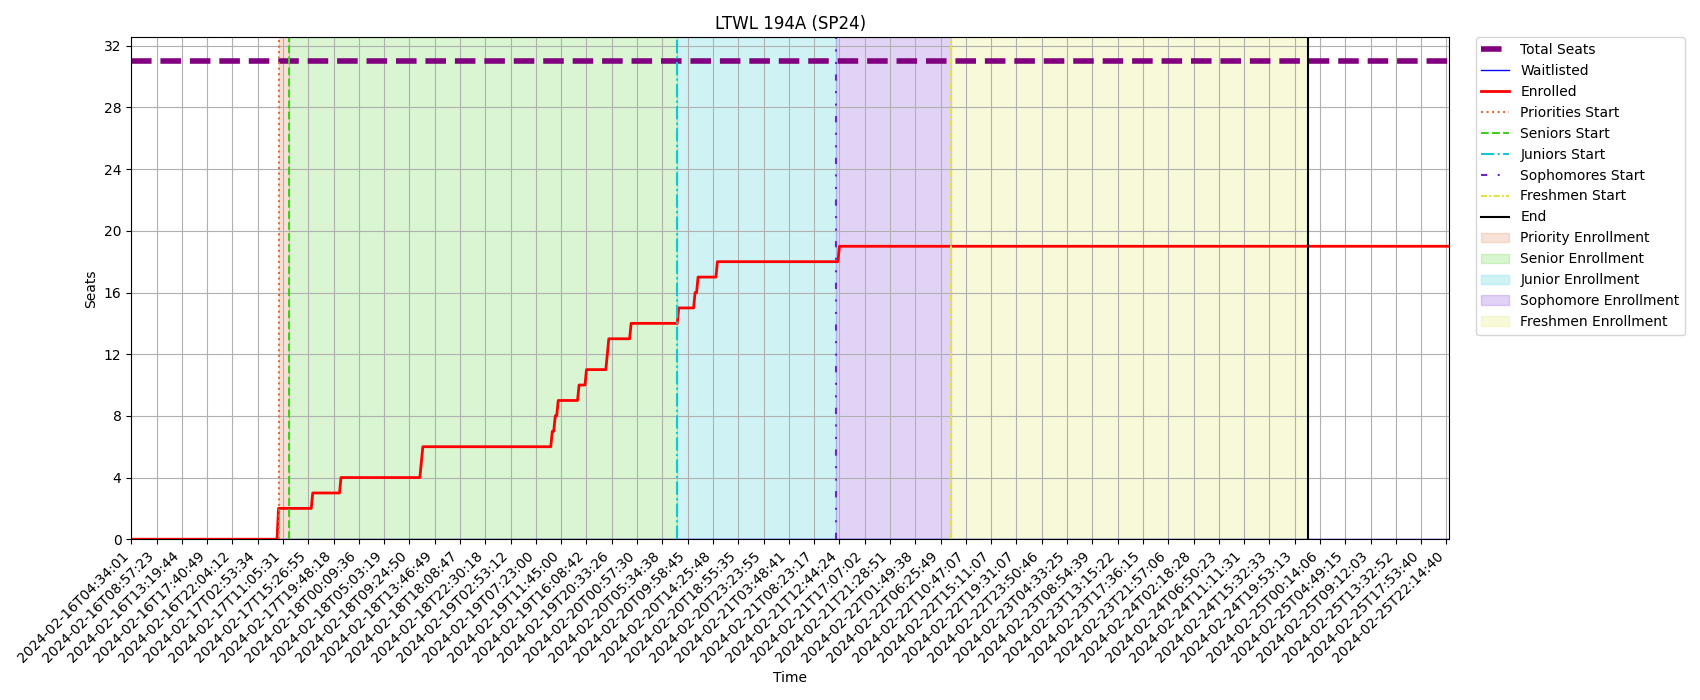 LTWL 194A (SP24)
32
28
24
20
16
12
8
4
0
Seats
2024-02-16T04:34:01
2024-02-16T08:57:23
2024-02-16T13:19:44
2024-02-16T17:40:49
2024-02-16T22:04:12
2024-02-17T02:53:34
2024-02-17T11:05:31
2024-02-17T15:26:55
2024-02-17T19:48:18
2024-02-18T00:09:36
2024-02-18T05:03:19
2024-02-18T09:24:50
2024-02-18T13:46:49
2024-02-18T18:08:47
2024-02-18T22:30:18
2024-02-19T02:53:12
2024-02-19T07:23:00
2024-02-19T11:45:00
2024-02-19T16:08:42
2024-02-19T20:33:26
2024-02-20T00:57:30
2024-02-20T05:34:38
2024-02-20T09:58:45
2024-02-20T14:25:48
2024-02-20T18:55:35
2024-02-20T23:23:55
2024-02-21T03:48:41
2024-02-21T08:23:17
2024-02-21T12:44:24
2024-02-21T17:07:02
2024-02-21T21:28:51
2024-02-22T01:49:38
2024-02-22T06:25:49
2024-02-22T10:47:07
2024-02-22T15:11:07
2024-02-22T19:31:07
2024-02-22T23:50:46
2024-02-23T04:33:25
2024-02-23T08:54:39
2024-02-23T13:15:22
2024-02-23T17:36:15
2024-02-23T21:57:06
2024-02-24T02:18:28
2024-02-24T06:50:23
2024-02-24T11:11:31
2024-02-24T15:32:33
2024-02-24T19:53:13
2024-02-25T00:14:06
2024-02-25T04:49:15
2024-02-25T09:12:03
2024-02-25T13:32:52
2024-02-25T17:53:40
2024-02-25T22:14:40
Time
Total Seats
Waitlisted
Enrolled
Priorities Start
Seniors Start
Juniors Start
Sophomores Start
Freshmen Start
End
Priority Enrollment
Senior Enrollment
Junior Enrollment
Sophomore Enrollment
Freshmen Enrollment